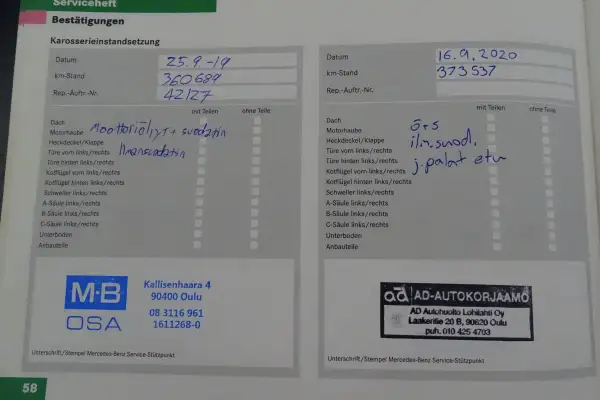 Serviceheft
Bestätigungen
Karosserieinstandsetzung
Datum 25.9-19
km-Stand 360689
Rep.-Auftr.-Nr. 42127
mit Teilen ohne Teile
Dach
Motorhaube Moottoriöljyt + suodatin
Heckdeckel/Klappe
Türe vorn links/rechts Ilmansuodatin
Türe hinten links/rechts
Kotflügel vorn links/rechts
Kotflügel hinten links/rechts
Schweller links/rechts
A-Säule links/rechts
B-Säule links/rechts
C-Säule links/rechts
Unterboden
Anbauteile
M·B OSA
Kallisenhaara 4
90400 Oulu
08 3116 961
1611268-0
Unterschrift/Stempel Mercedes-Benz Service-Stützpunkt
Datum 16.9.2020
km-Stand 373537
Rep.-Auftr.-Nr.
mit Teilen ohne Teile
Dach
Motorhaube ö+s
Heckdeckel/Klappe ilm.suod.
Türe vorn links/rechts
Türe hinten links/rechts j.palat etu
Kotflügel vorn links/rechts
Kotflügel hinten links/rechts
Schweller links/rechts
A-Säule links/rechts
B-Säule links/rechts
C-Säule links/rechts
Unterboden
Anbauteile
ad AD-AUTOKORJAAMO
AD Autohuolto Lohilahti Oy
Laakeritie 20 B, 90620 Oulu
puh. 010 425 4703
Unterschrift/Stempel Mercedes-Benz Service-Stützpunkt
58